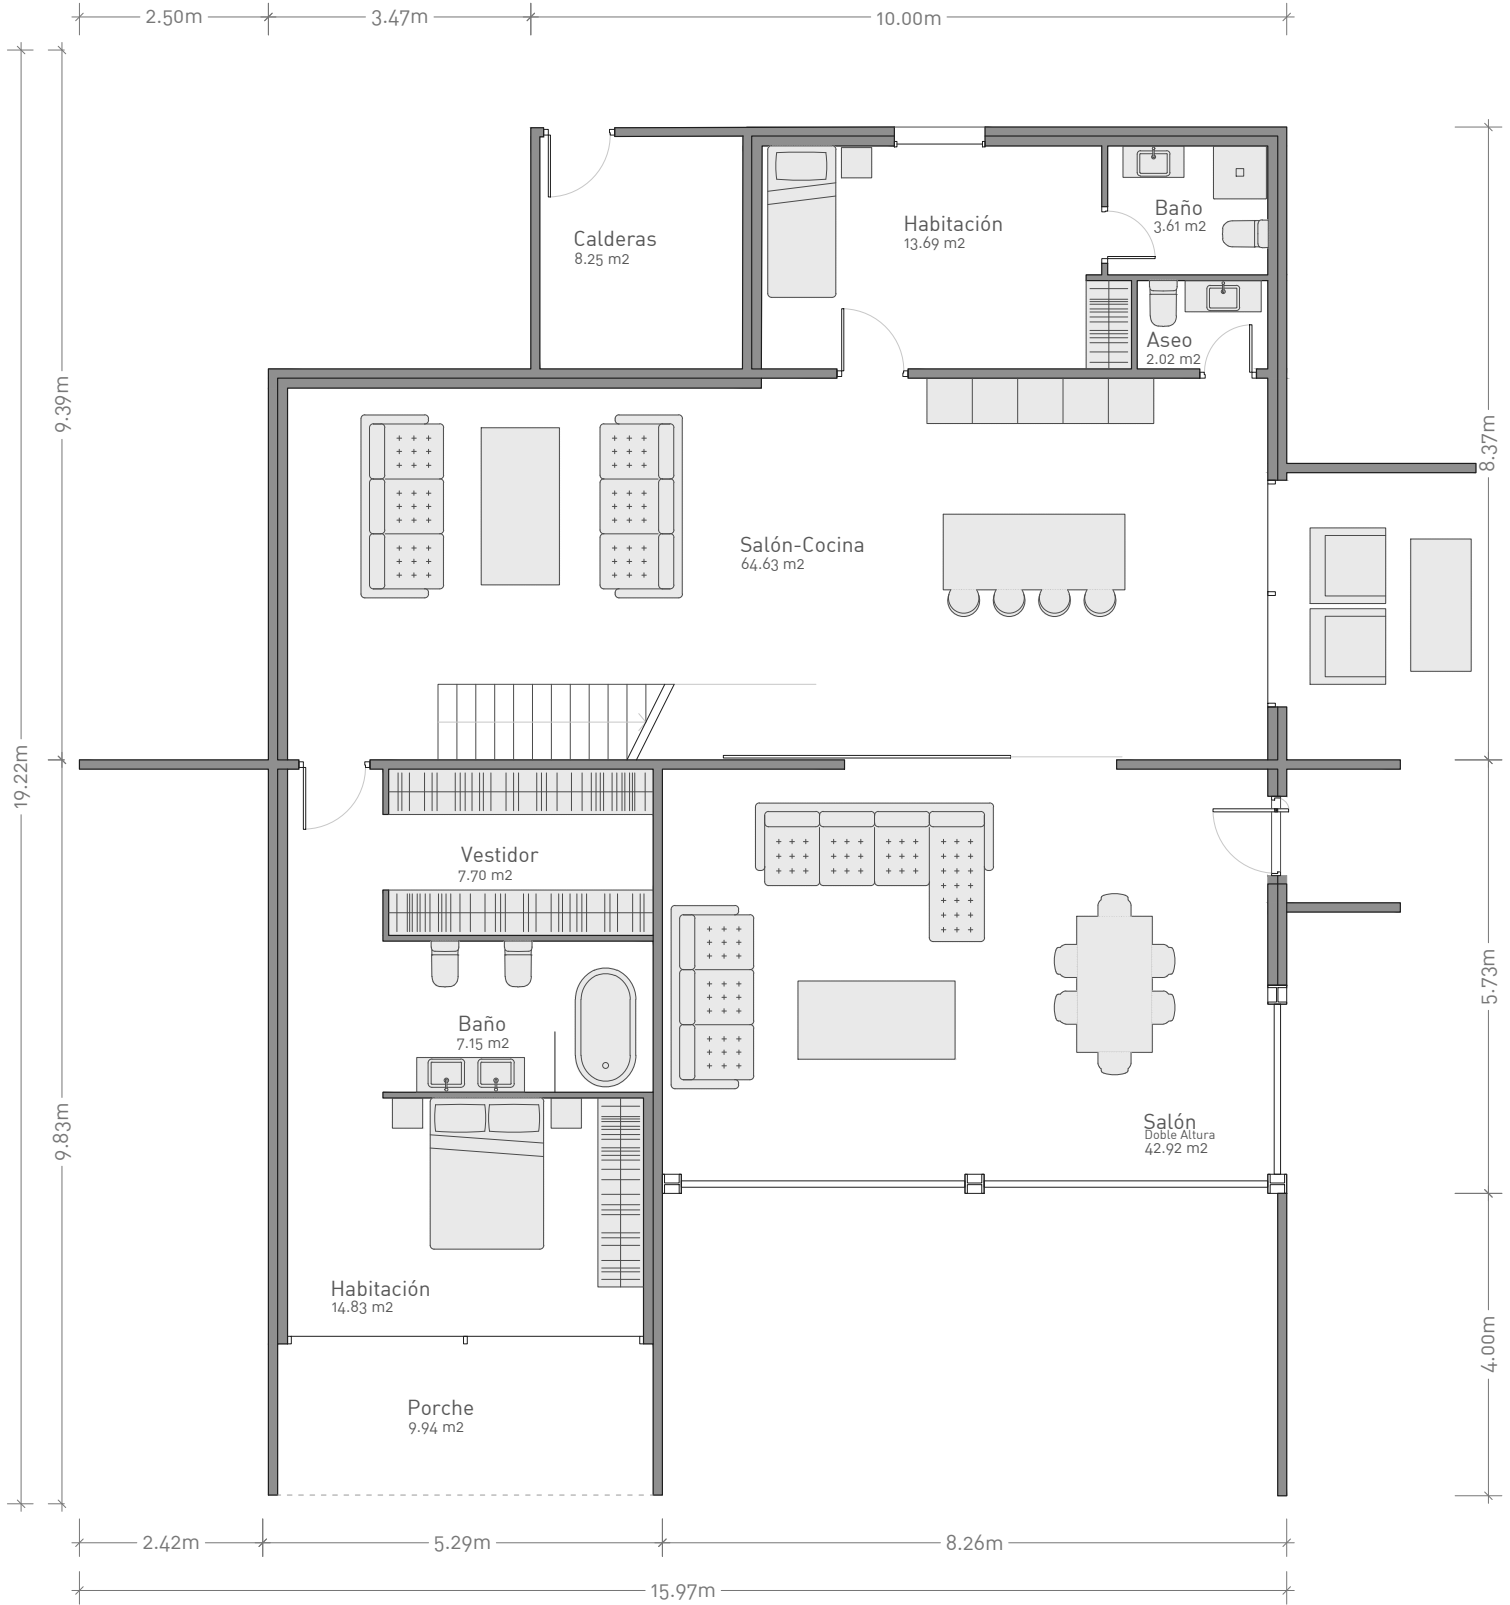 2.50m
3.47m
10.00m
Calderas
8.25 m2
Habitación
13.69 m2
Baño
3.61 m2
Aseo
2.02 m2
9.39m
8.37m
Salón-Cocina
64.63 m2
19.22m
Vestidor
7.70 m2
5.73m
Baño
7.15 m2
9.83m
Salón
Doble Altura
42.92 m2
Habitación
14.83 m2
4.00m
Porche
9.94 m2
2.42m
5.29m
8.26m
15.97m